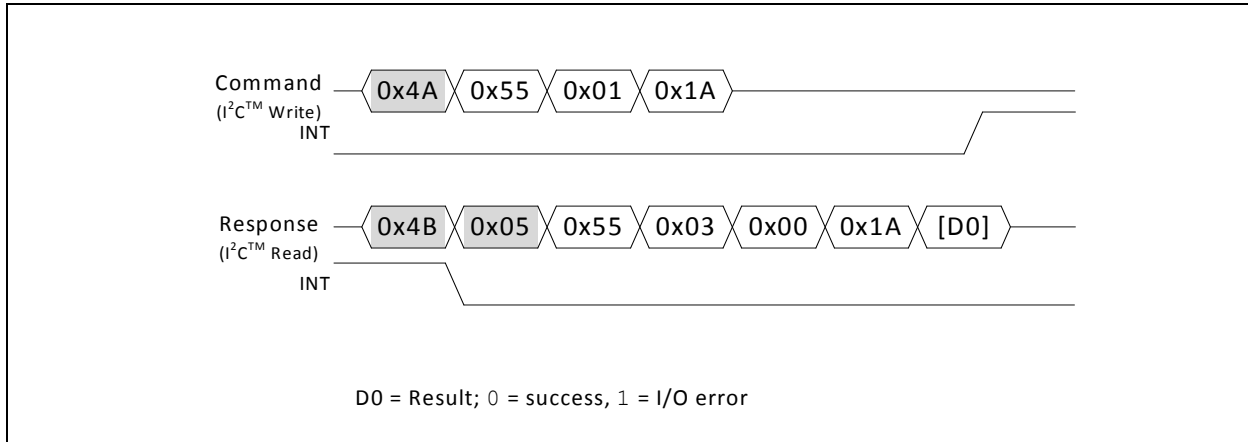 Command 0x4A 0x55 0x01 0x1A
(I²C™ Write)
INT
Response 0x4B 0x05 0x55 0x03 0x00 0x1A [D0]
(I²C™ Read)
INT
D0 = Result; 0 = success, 1 = I/O error